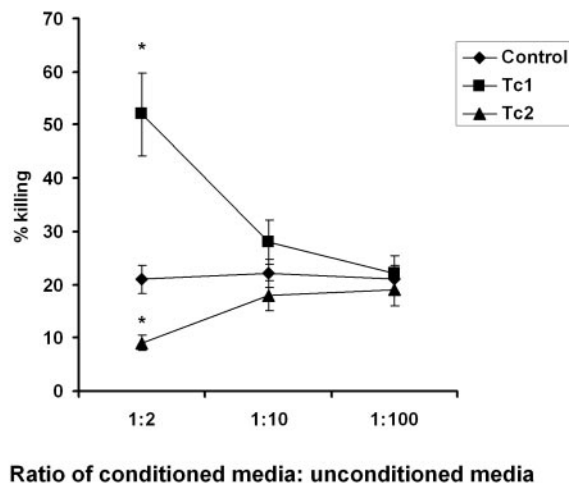 70
60
50
40
30
20
10
0
% killing
*
*
1:2 1:10 1:100
Ratio of conditioned media: unconditioned media
Control
Tc1
Tc2